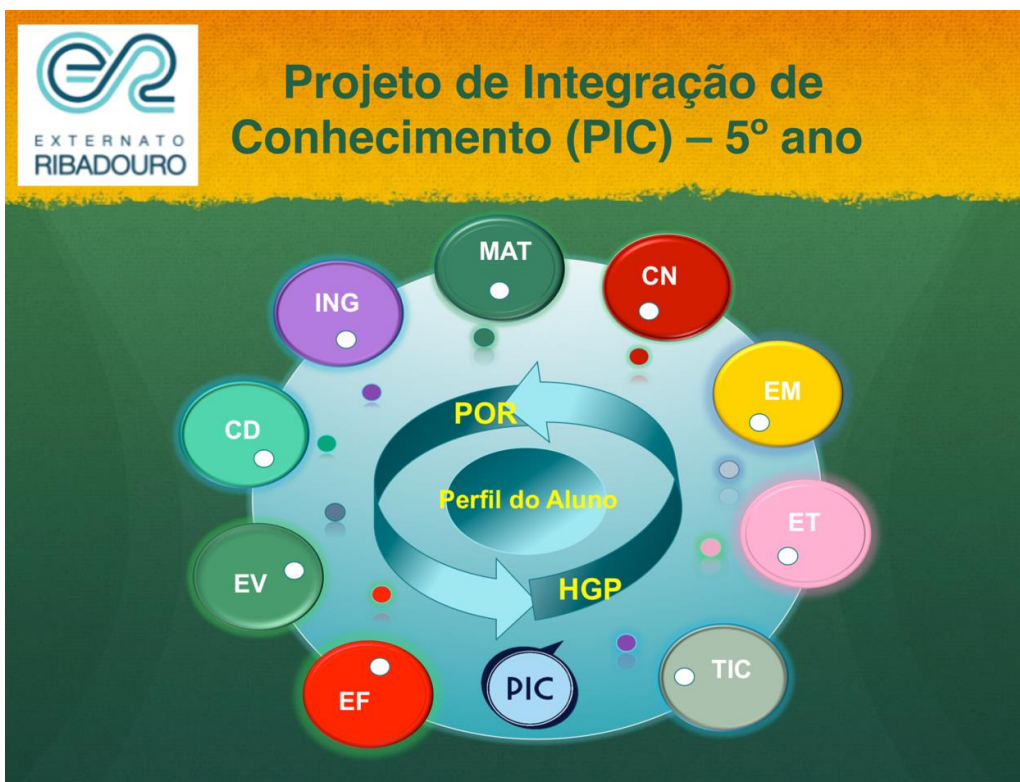 EXTERNATO
RIBADOURO
Projeto de Integração de
Conhecimento (PIC) – 5º ano
MAT
CN
ING
EM
CD
POR
Perfil do Aluno
ET
EV
HGP
TIC
EF
PIC